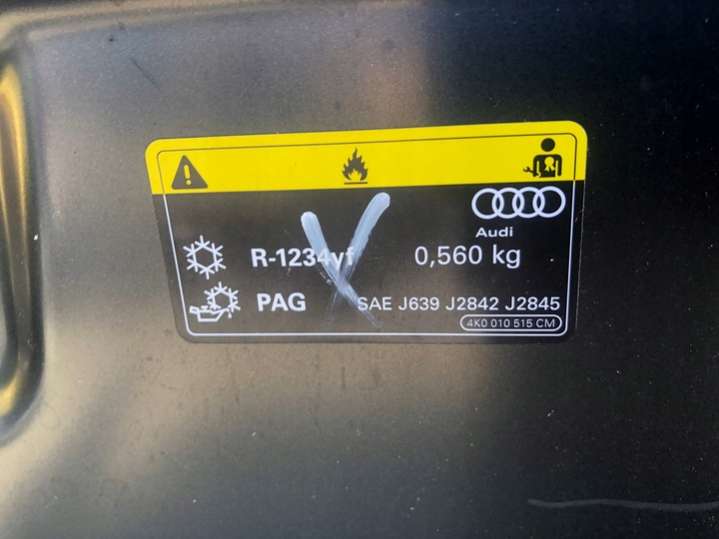 Audi
R-1234yf 0,560 kg
PAG SAE J639 J2842 J2845
4K0 010 515 CM